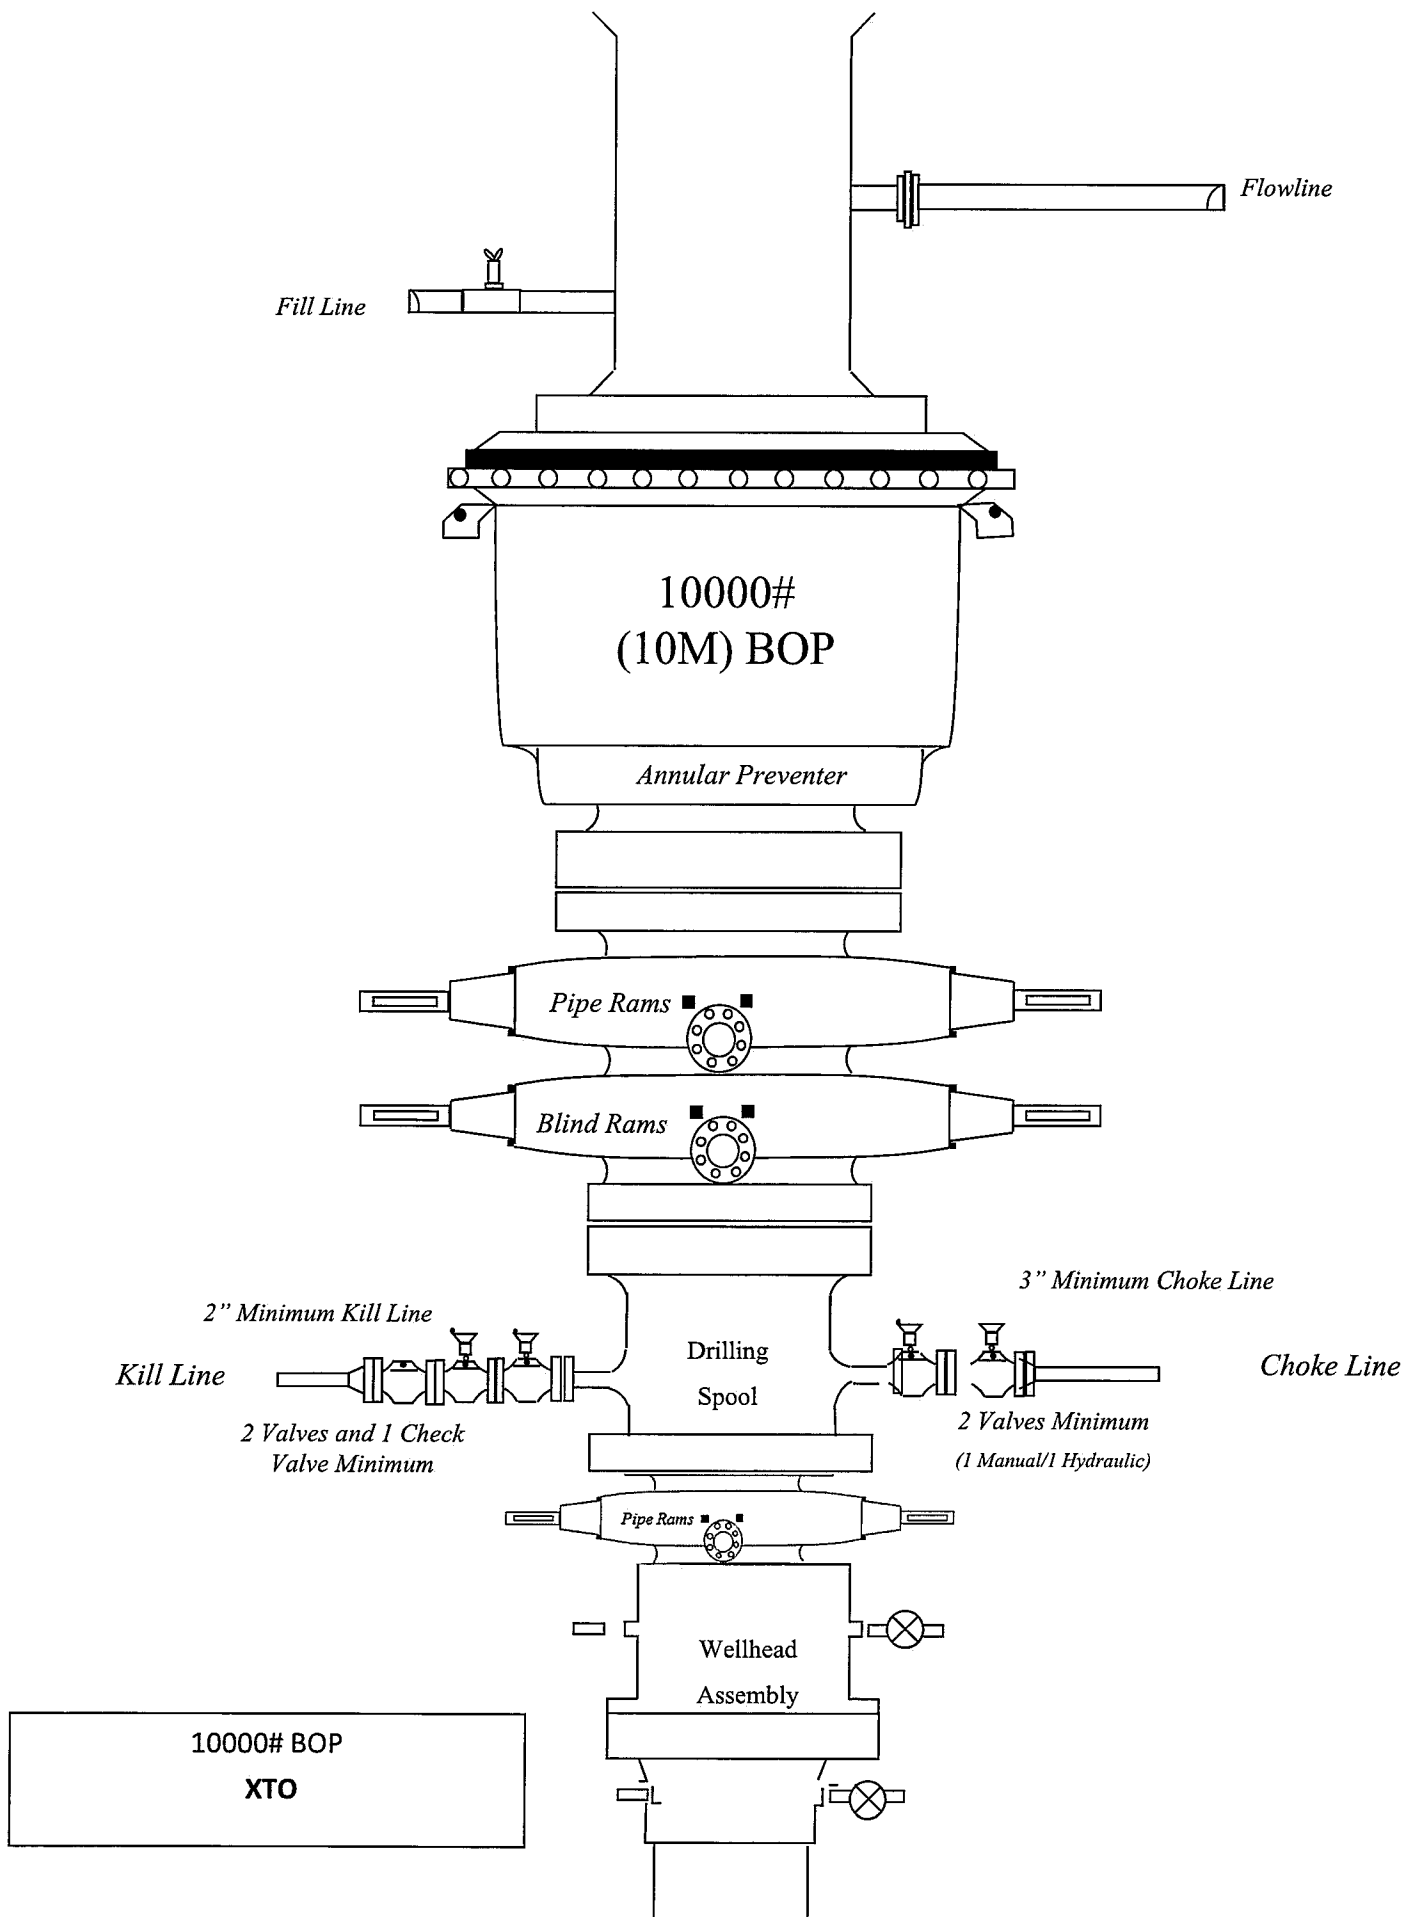 Flowline
Fill Line
10000#
(10M) BOP
Annular Preventer
Pipe Rams
Blind Rams
3” Minimum Choke Line
2” Minimum Kill Line
Drilling
Spool
Kill Line
Choke Line
2 Valves and 1 Check
Valve Minimum
2 Valves Minimum
(1 Manual/1 Hydraulic)
Pipe Rams
Wellhead
Assembly
10000# BOP
XTO